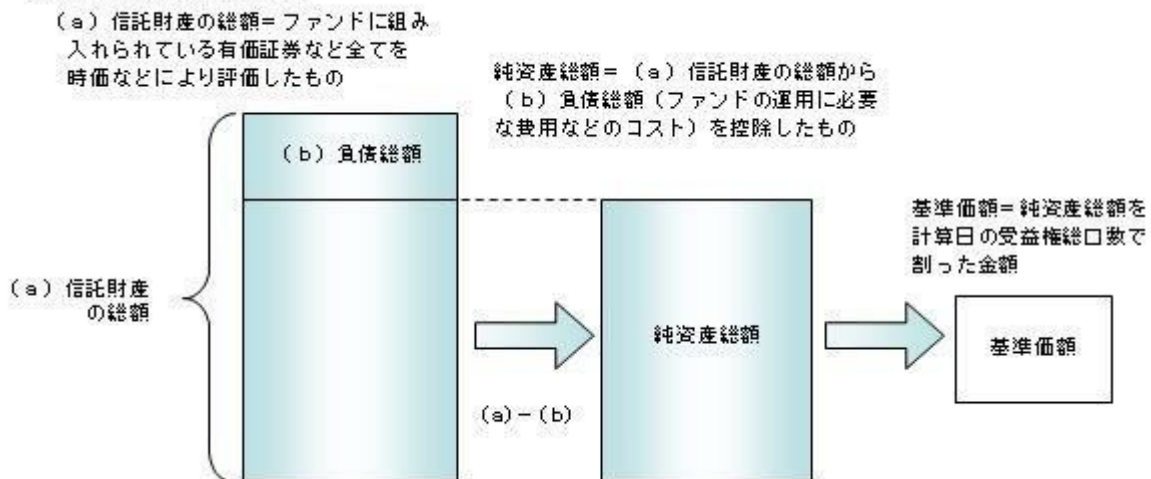 （a）信託財産の総額＝ファンドに組み
入れられている有価証券など全てを
時価などにより評価したもの
純資産総額＝（a）信託財産の総額から
（b）負債総額（ファンドの運用に必要
な費用などのコスト）を控除したもの
（b）負債総額
基準価額＝純資産総額を
計算日の受益権総口数で
割った金額
（a）信託財産
の総額
純資産総額
基準価額
（a）－（b）